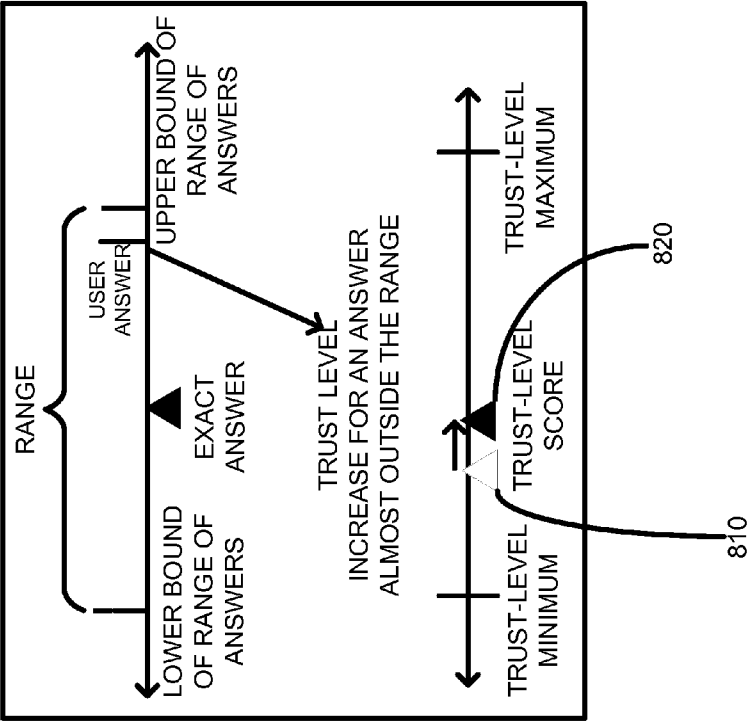 RANGE
USER
ANSWER
LOWER BOUND
OF RANGE OF
ANSWERS
EXACT
ANSWER
UPPER BOUND OF
RANGE OF
ANSWERS
TRUST LEVEL
INCREASE FOR AN ANSWER
ALMOST OUTSIDE THE RANGE
TRUST-LEVEL
MINIMUM
TRUST-LEVEL
SCORE
TRUST-LEVEL
MAXIMUM
820
810